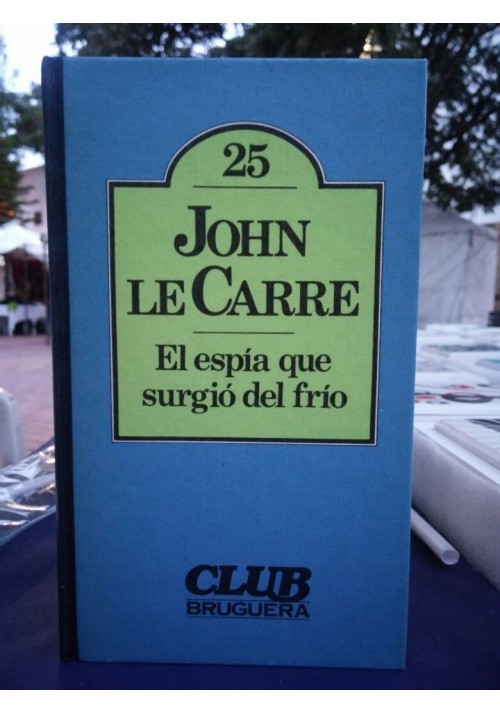 25
JOHN
LE CARRE
El espía que
surgió del frío
CLUB
BRUGUERA